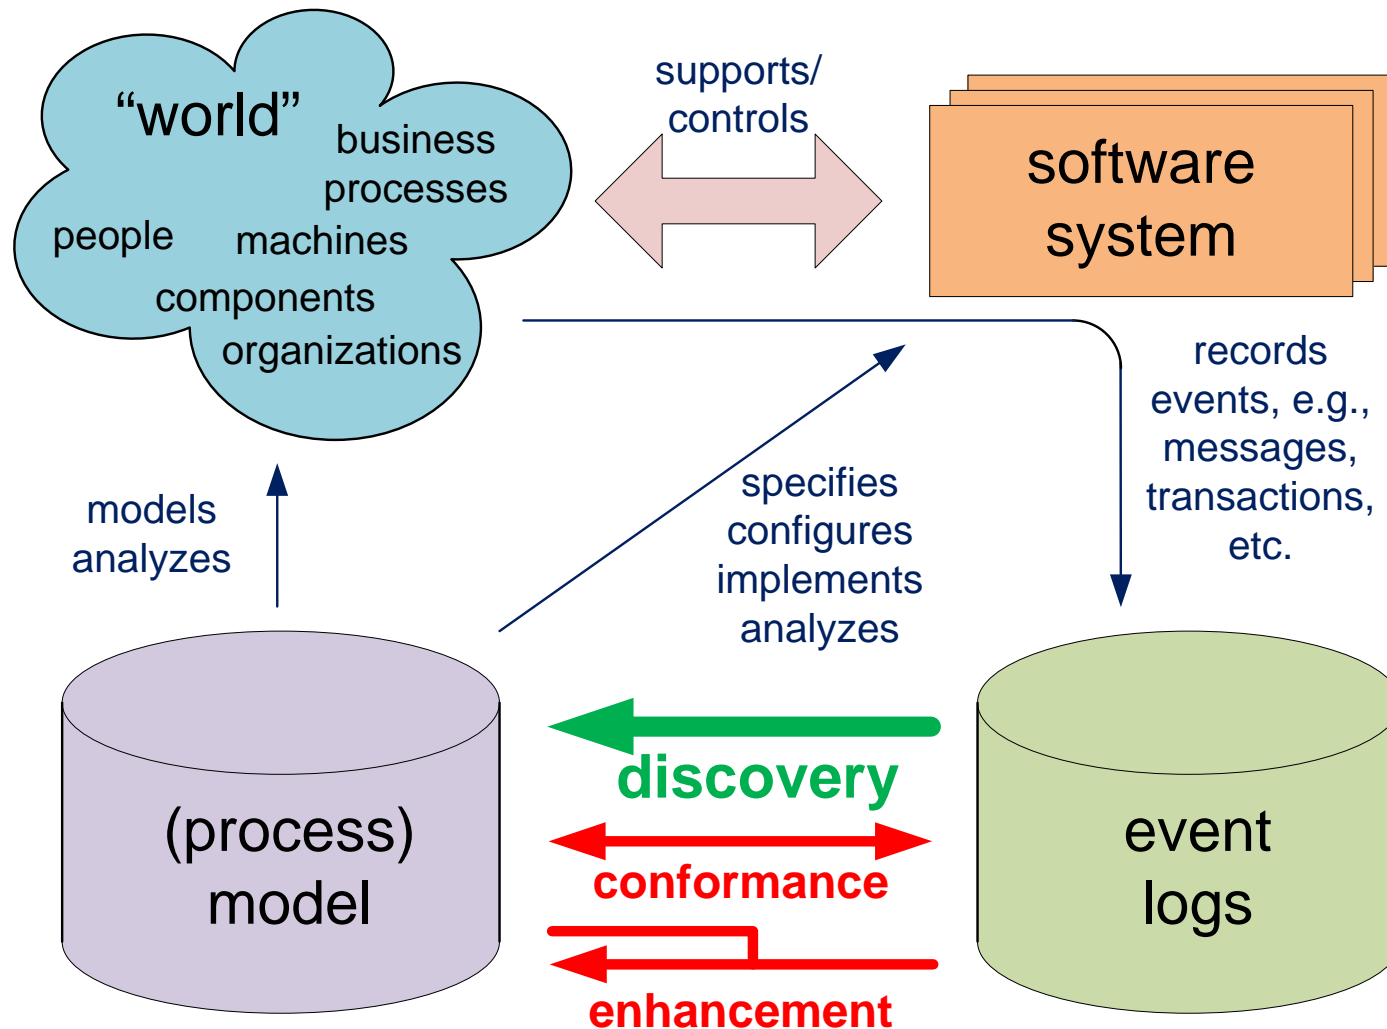 “world”
business
processes
people
machines
components
organizations
supports/
controls
software
system
records
events, e.g.,
messages,
transactions,
etc.
models
analyzes
specifies
configures
implements
analyzes
discovery
(process)
model
conformance
event
logs
enhancement